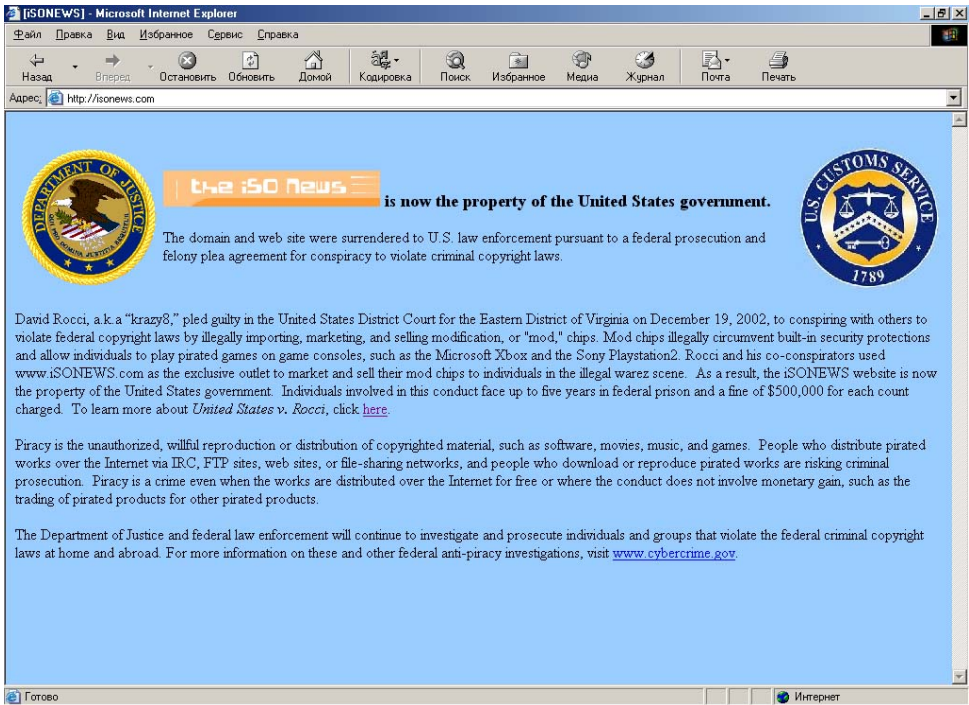 [iSONEWS] - Microsoft Internet Explorer
Файл Правка Вид Избранное Сервис Справка
Назад Вперед Остановить Обновить Домой Кодировка Поиск Избранное Медиа Журнал Почта Печать
Адрес: http://isonews.com
DEPARTMENT OF JUSTICE
QUI PRO DOMINA JUSTITIA SEQUITUR
the iSO News is now the property of the United States government.
U.S. CUSTOMS SERVICE
1789
The domain and web site were surrendered to U.S. law enforcement pursuant to a federal prosecution and
felony plea agreement for conspiracy to violate criminal copyright laws.
David Rocci, a.k.a "krazy8," pled guilty in the United States District Court for the Eastern District of Virginia on December 19, 2002, to conspiring with others to
violate federal copyright laws by illegally importing, marketing, and selling modification, or "mod," chips. Mod chips illegally circumvent built-in security protections
and allow individuals to play pirated games on game consoles, such as the Microsoft Xbox and the Sony Playstation2. Rocci and his co-conspirators used
www.iSONEWS.com as the exclusive outlet to market and sell their mod chips to individuals in the illegal warez scene. As a result, the iSONEWS website is now
the property of the United States government. Individuals involved in this conduct face up to five years in federal prison and a fine of $500,000 for each count
charged. To learn more about United States v. Rocci, click here.
Piracy is the unauthorized, willful reproduction or distribution of copyrighted material, such as software, movies, music, and games. People who distribute pirated
works over the Internet via IRC, FTP sites, web sites, or file-sharing networks, and people who download or reproduce pirated works are risking criminal
prosecution. Piracy is a crime even when the works are distributed over the Internet for free or where the conduct does not involve monetary gain, such as the
trading of pirated products for other pirated products.
The Department of Justice and federal law enforcement will continue to investigate and prosecute individuals and groups that violate the federal criminal copyright
laws at home and abroad. For more information on these and other federal anti-piracy investigations, visit www.cybercrime.gov.
Готово Интернет